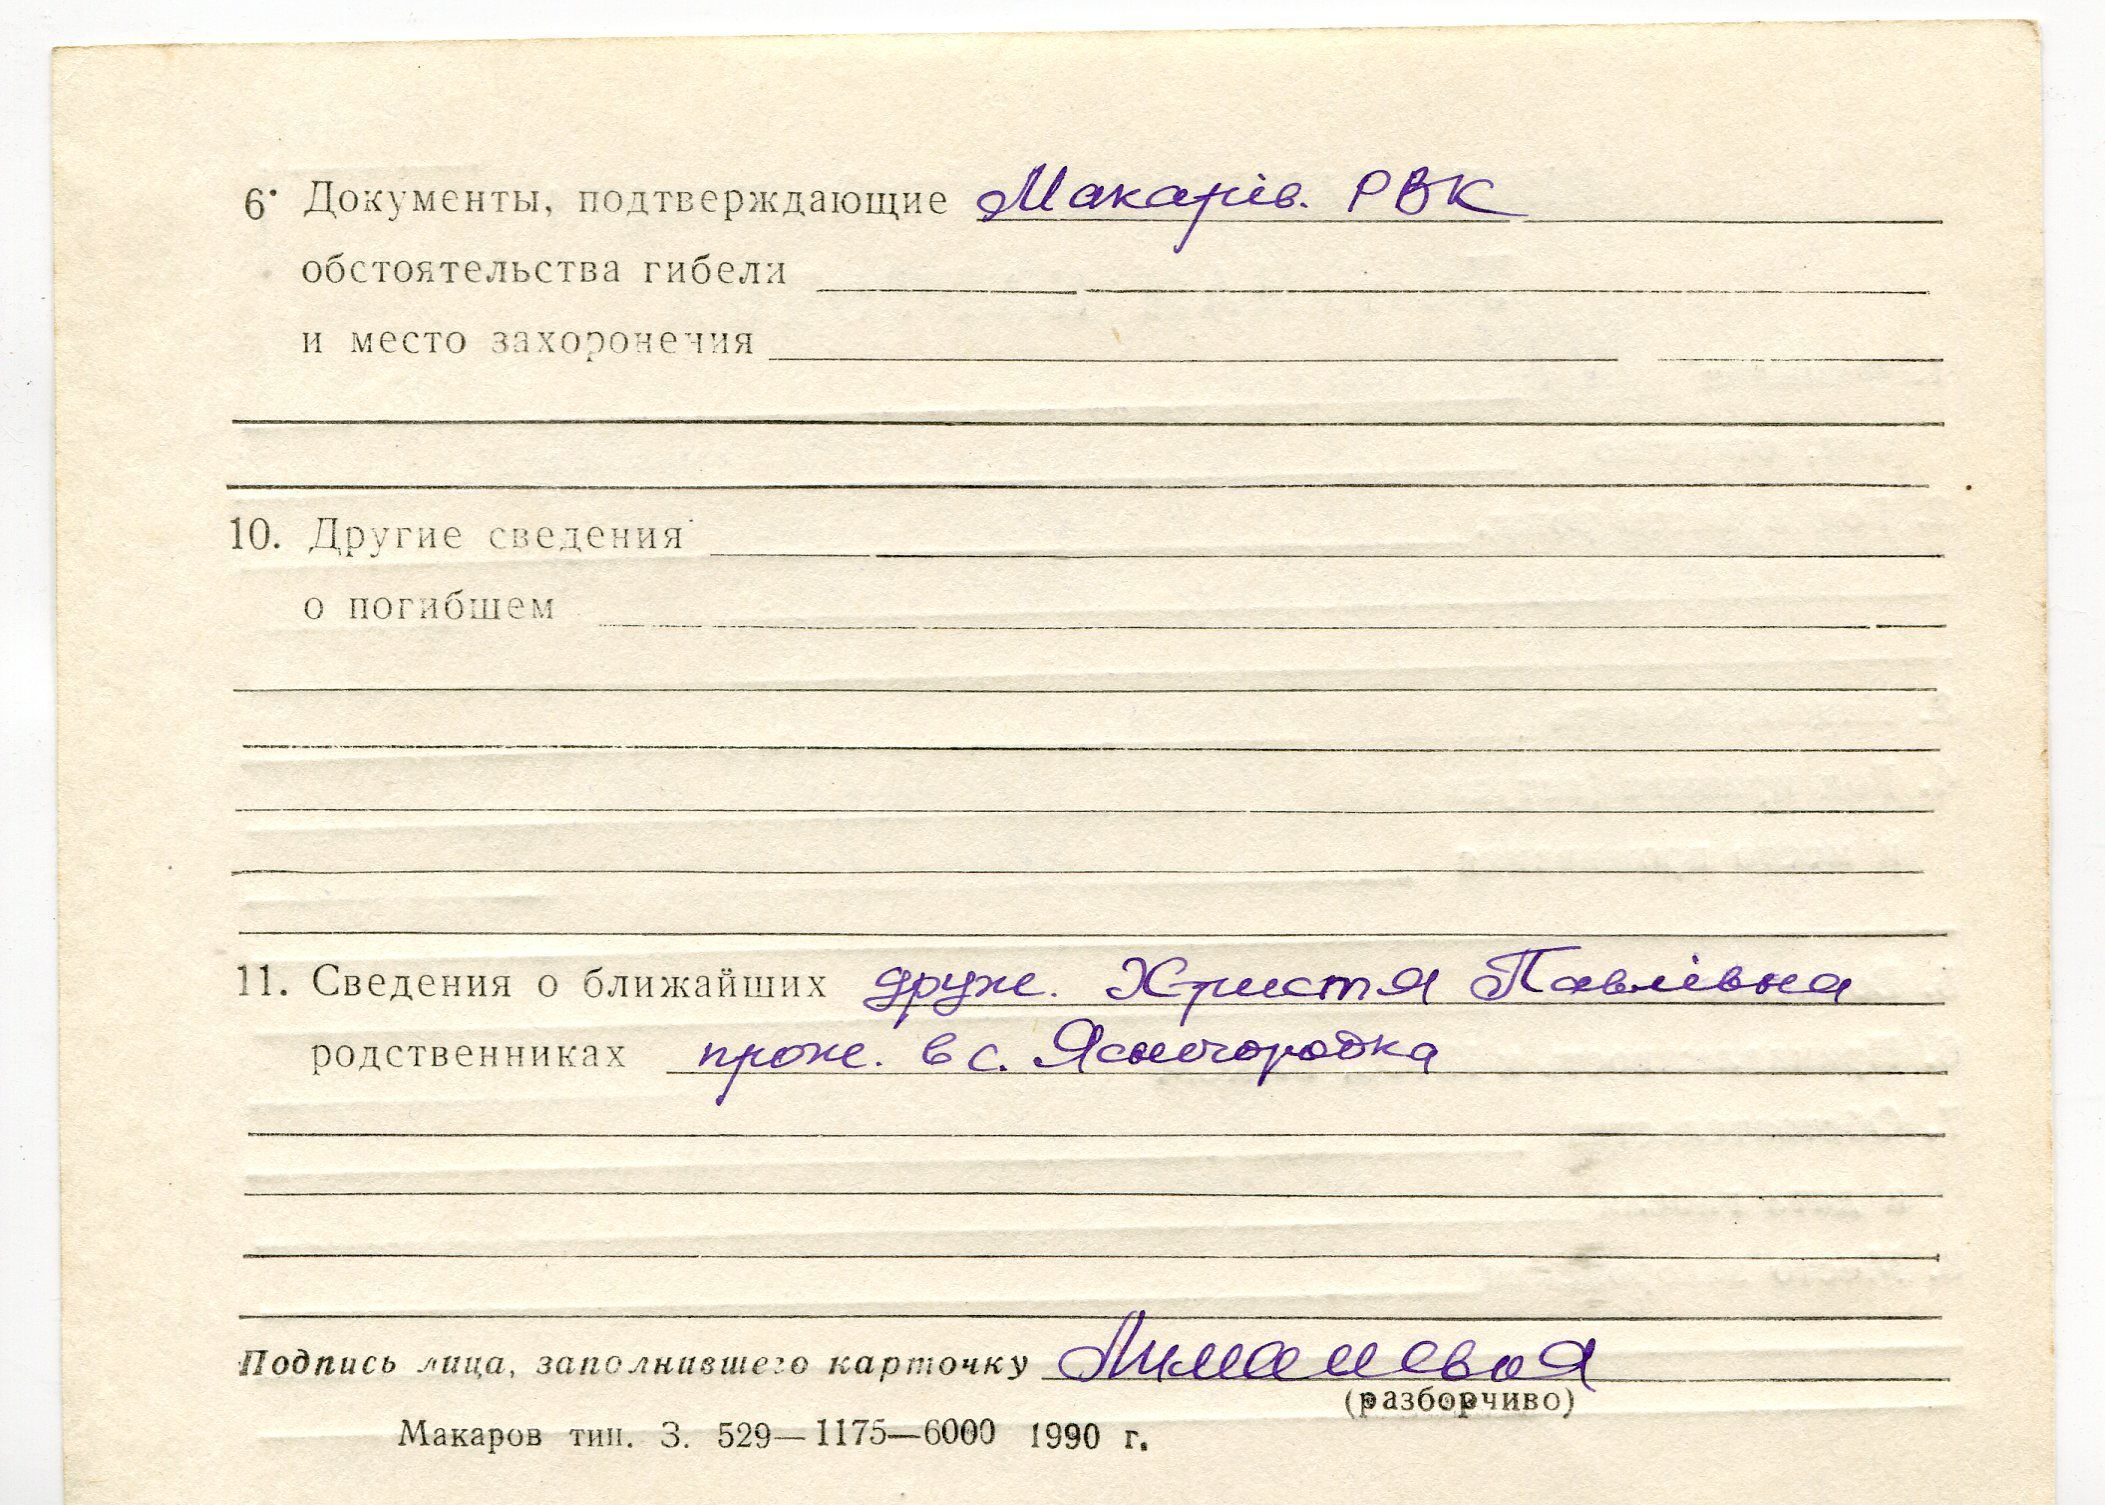 6. Документы, подтверждающие Макарів. РВК
обстоятельства гибели
и место захоронения
10. Другие сведения
о погибшем
11. Сведения о ближайших друж. Христя Павлівна
родственниках прож. в с. Ясногородка
Подпись лица, заполнившего карточку
(разборчиво)
Макаров тип. З. 529—1175—6000 1990 г.